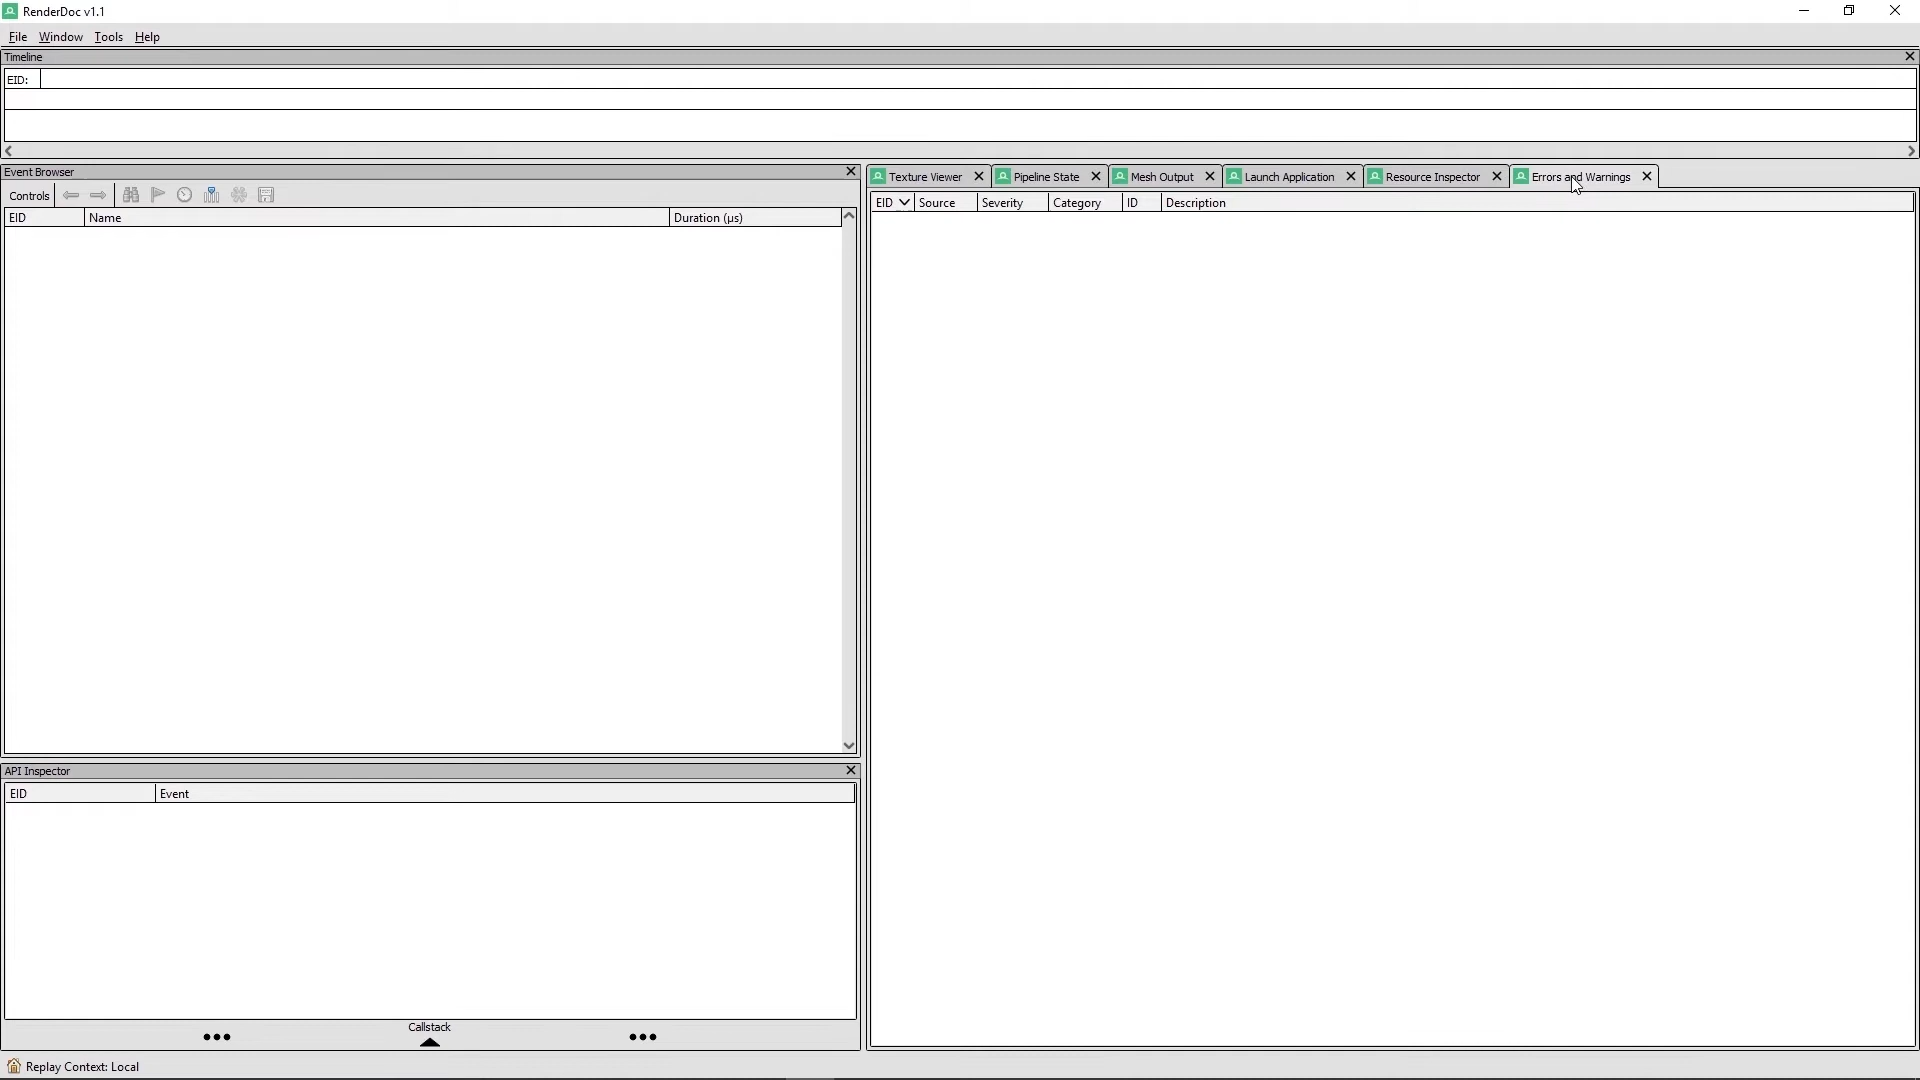 RenderDoc v1.1
File Window Tools Help
Timeline
EID:
Event Browser
Controls
EID Name Duration (µs)
API Inspector
EID Event
Callstack
Texture Viewer Pipeline State Mesh Output Launch Application Resource Inspector Errors and Warnings
EID Source Severity Category ID Description
Replay Context: Local